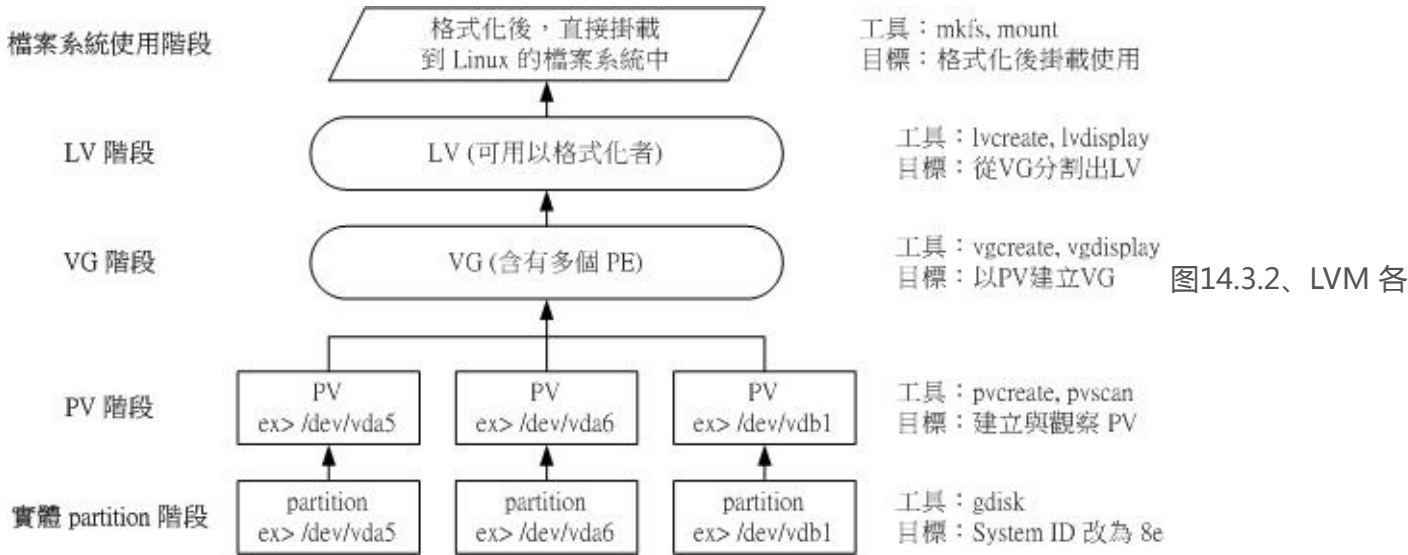 檔案系統使用階段
格式化後，直接掛載
到 Linux 的檔案系統中
工具：mkfs, mount
目標：格式化後掛載使用
LV 階段
LV (可用以格式化者)
工具：lvcreate, lvdisplay
目標：從VG分割出LV
VG 階段
VG (含有多個 PE)
工具：vgcreate, vgdisplay
目標：以PV建立VG
图14.3.2、LVM 各
PV 階段
PV
ex> /dev/vda5
PV
ex> /dev/vda6
PV
ex> /dev/vdb1
工具：pvcreate, pvscan
目標：建立與觀察 PV
實體 partition 階段
partition
ex> /dev/vda5
partition
ex> /dev/vda6
partition
ex> /dev/vdb1
工具：gdisk
目標：System ID 改為 8e